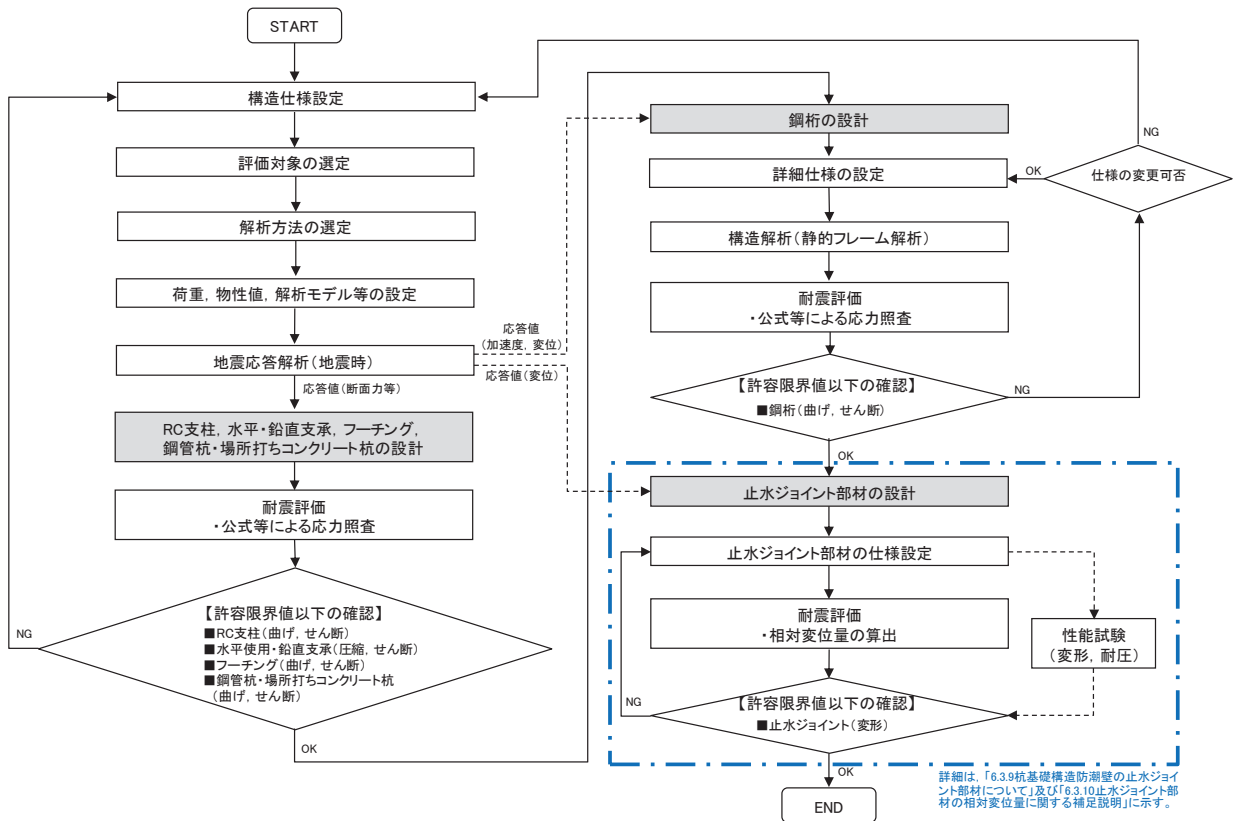 START
構造仕様設定
評価対象の選定
解析方法の選定
荷重，物性値，解析モデル等の設定
地震応答解析（地震時）
応答値
（加速度，変位）
応答値（変位）
応答値（断面力等）
RC支柱，水平・鉛直支承，フーチング，
鋼管杭・場所打ちコンクリート杭の設計
耐震評価
・公式等による応力照査
【許容限界値以下の確認】
■RC支柱（曲げ，せん断）
■水平使用・鉛直支承（圧縮，せん断）
■フーチング（曲げ，せん断）
■鋼管杭・場所打ちコンクリート杭
（曲げ，せん断）
NG
OK
鋼桁の設計
詳細仕様の設定
OK
仕様の変更可否
NG
構造解析（静的フレーム解析）
耐震評価
・公式等による応力照査
【許容限界値以下の確認】
■鋼桁（曲げ，せん断）
NG
OK
止水ジョイント部材の設計
止水ジョイント部材の仕様設定
耐震評価
・相対変位量の算出
性能試験
（変形，耐圧）
【許容限界値以下の確認】
■止水ジョイント（変形）
NG
OK
END
詳細は，「6.3.9杭基礎構造防潮壁の止水ジョイ
ント部材について」及び「6.3.10止水ジョイント部
材の相対変位量に関する補足説明」に示す。